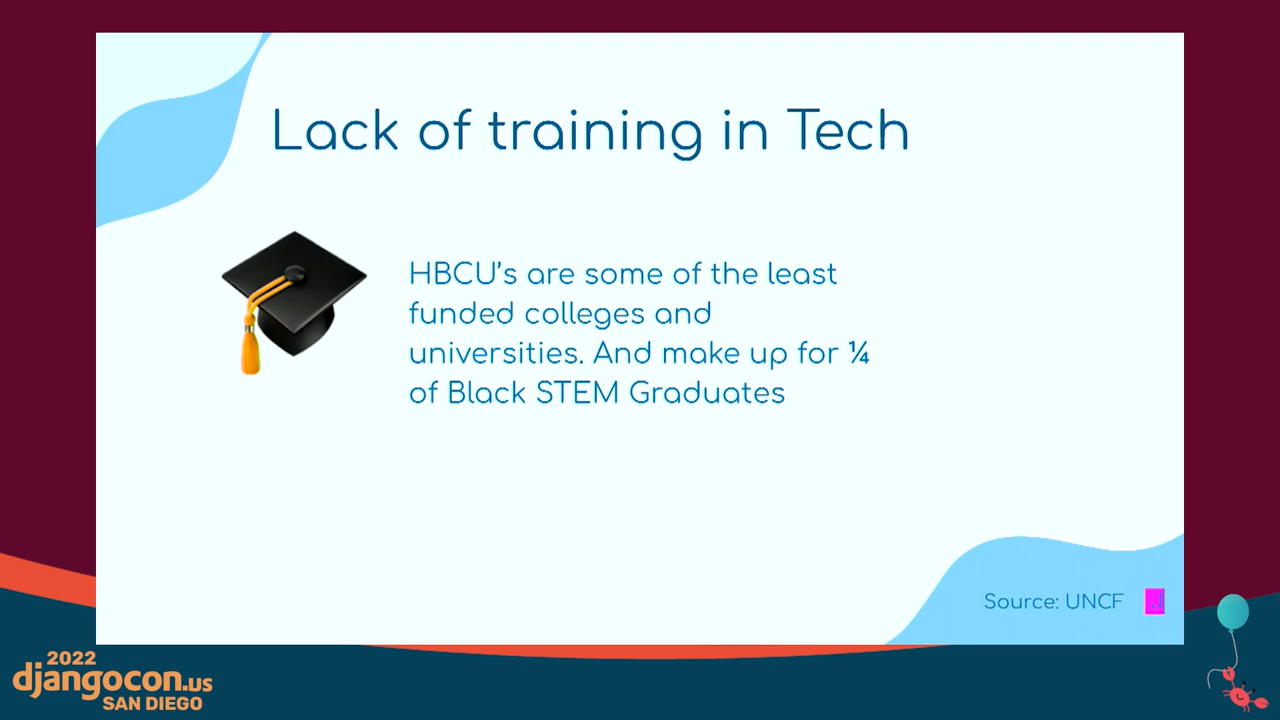 Lack of training in Tech
HBCU's are some of the least
funded colleges and
universities. And make up for ¼
of Black STEM Graduates
Source: UNCF
2022
djangocon.us
SAN DIEGO